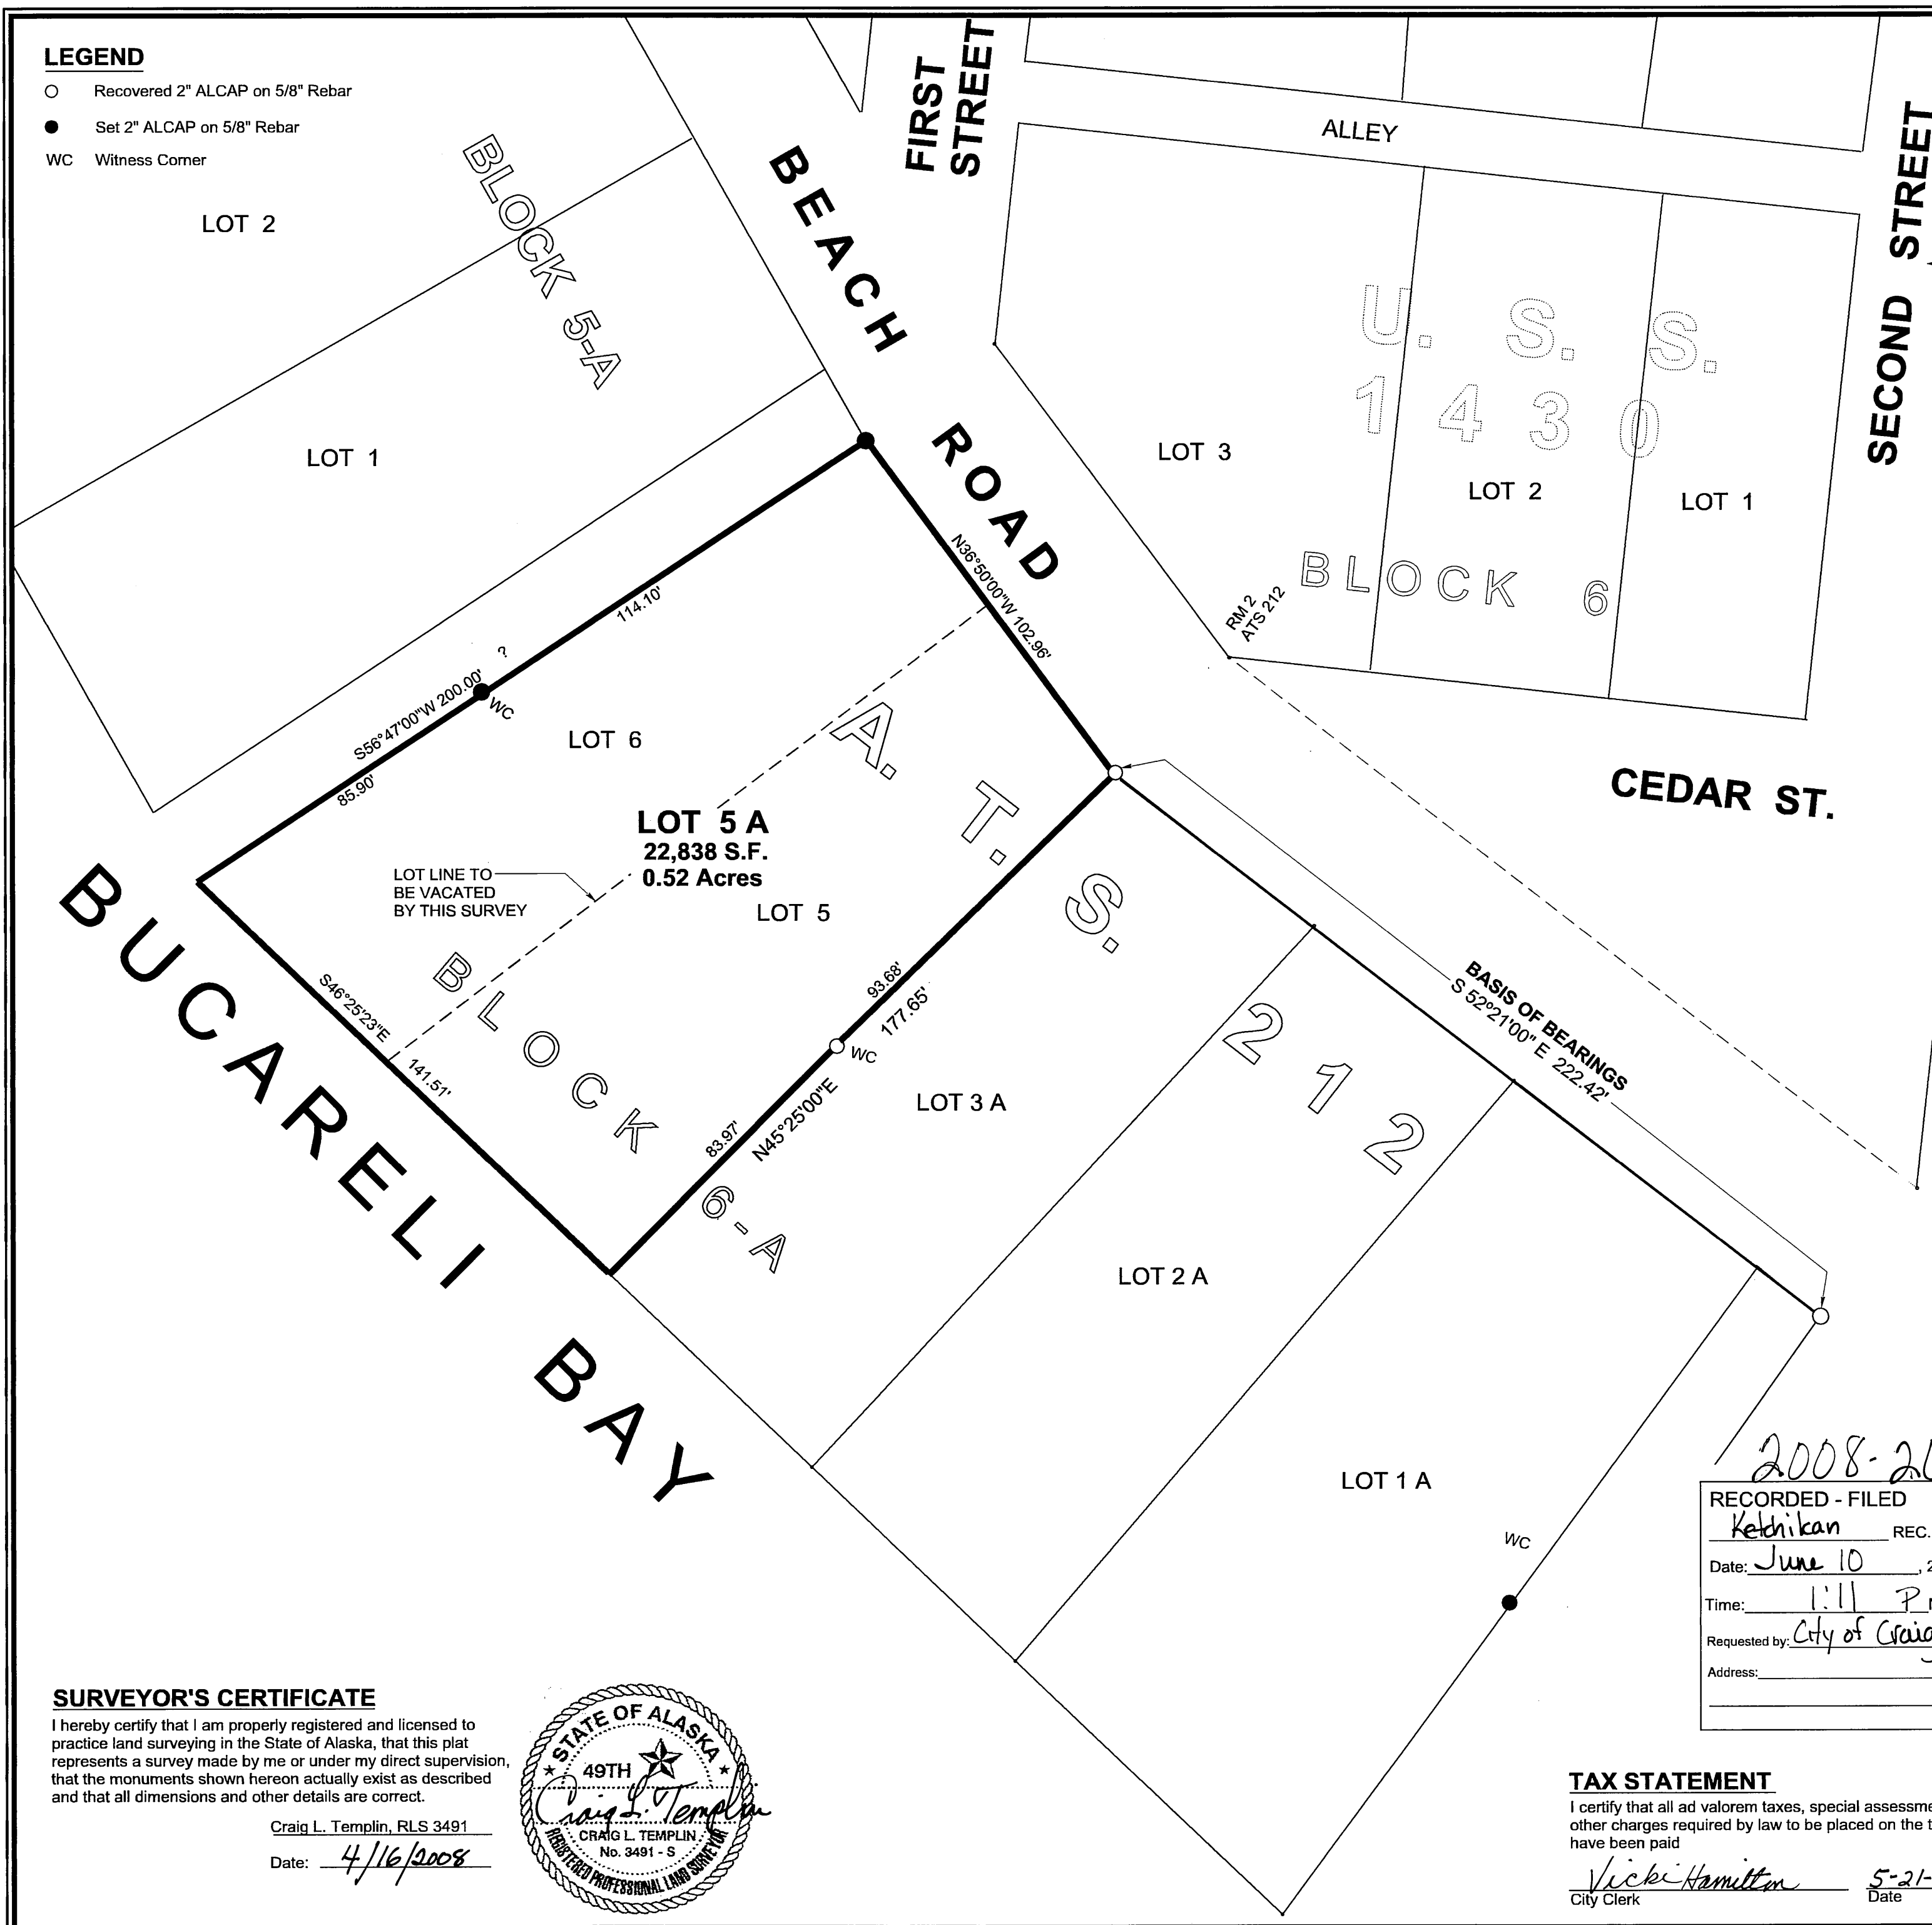 LEGEND
Recovered 2" ALCAP on 5/8" Rebar
Set 2" ALCAP on 5/8" Rebar
WC Witness Corner
FIRST
STREET
SECOND STREET
ALLEY
BEACH ROAD
LOT 2
BLOCK 5-A
LOT 1
U. S. S.
1430
LOT 3
LOT 2
LOT 1
BLOCK 6
RM 2
ATS 212
N36°50'00"W 102.96'
114.10'
?
S56°47'00"W 200.00'
WC
85.90'
LOT 6
CEDAR ST.
LOT 5 A
22,838 S.F.
0.52 Acres
LOT LINE TO
BE VACATED
BY THIS SURVEY
LOT 5
A. T. S.
212
BLOCK
6-A
S46°25'23"E
141.51'
93.68'
177.65'
WC
83.97'
N45°25'00"E
BASIS OF BEARINGS
S 52°21'00" E 222.42'
LOT 3 A
LOT 2 A
LOT 1 A
WC
BUCARELI BAY
2008-
RECORDED - FILED
Ketchikan REC.
Date: June 10
Time: 1:11 P
Requested by: City of Craig
Address:
SURVEYOR'S CERTIFICATE
I hereby certify that I am properly registered and licensed to
practice land surveying in the State of Alaska, that this plat
represents a survey made by me or under my direct supervision,
that the monuments shown hereon actually exist as described
and that all dimensions and other details are correct.
Craig L. Templin, RLS 3491
Date: 4/16/2008
STATE OF ALASKA
49TH
Craig L. Templin
CRAIG L. TEMPLIN
No. 3491 - S
REGISTERED PROFESSIONAL LAND SURVEYOR
TAX STATEMENT
I certify that all ad valorem taxes, special
other charges required by law to be placed on the
have been paid
Vicki Hamilton 5-21-
City Clerk Date